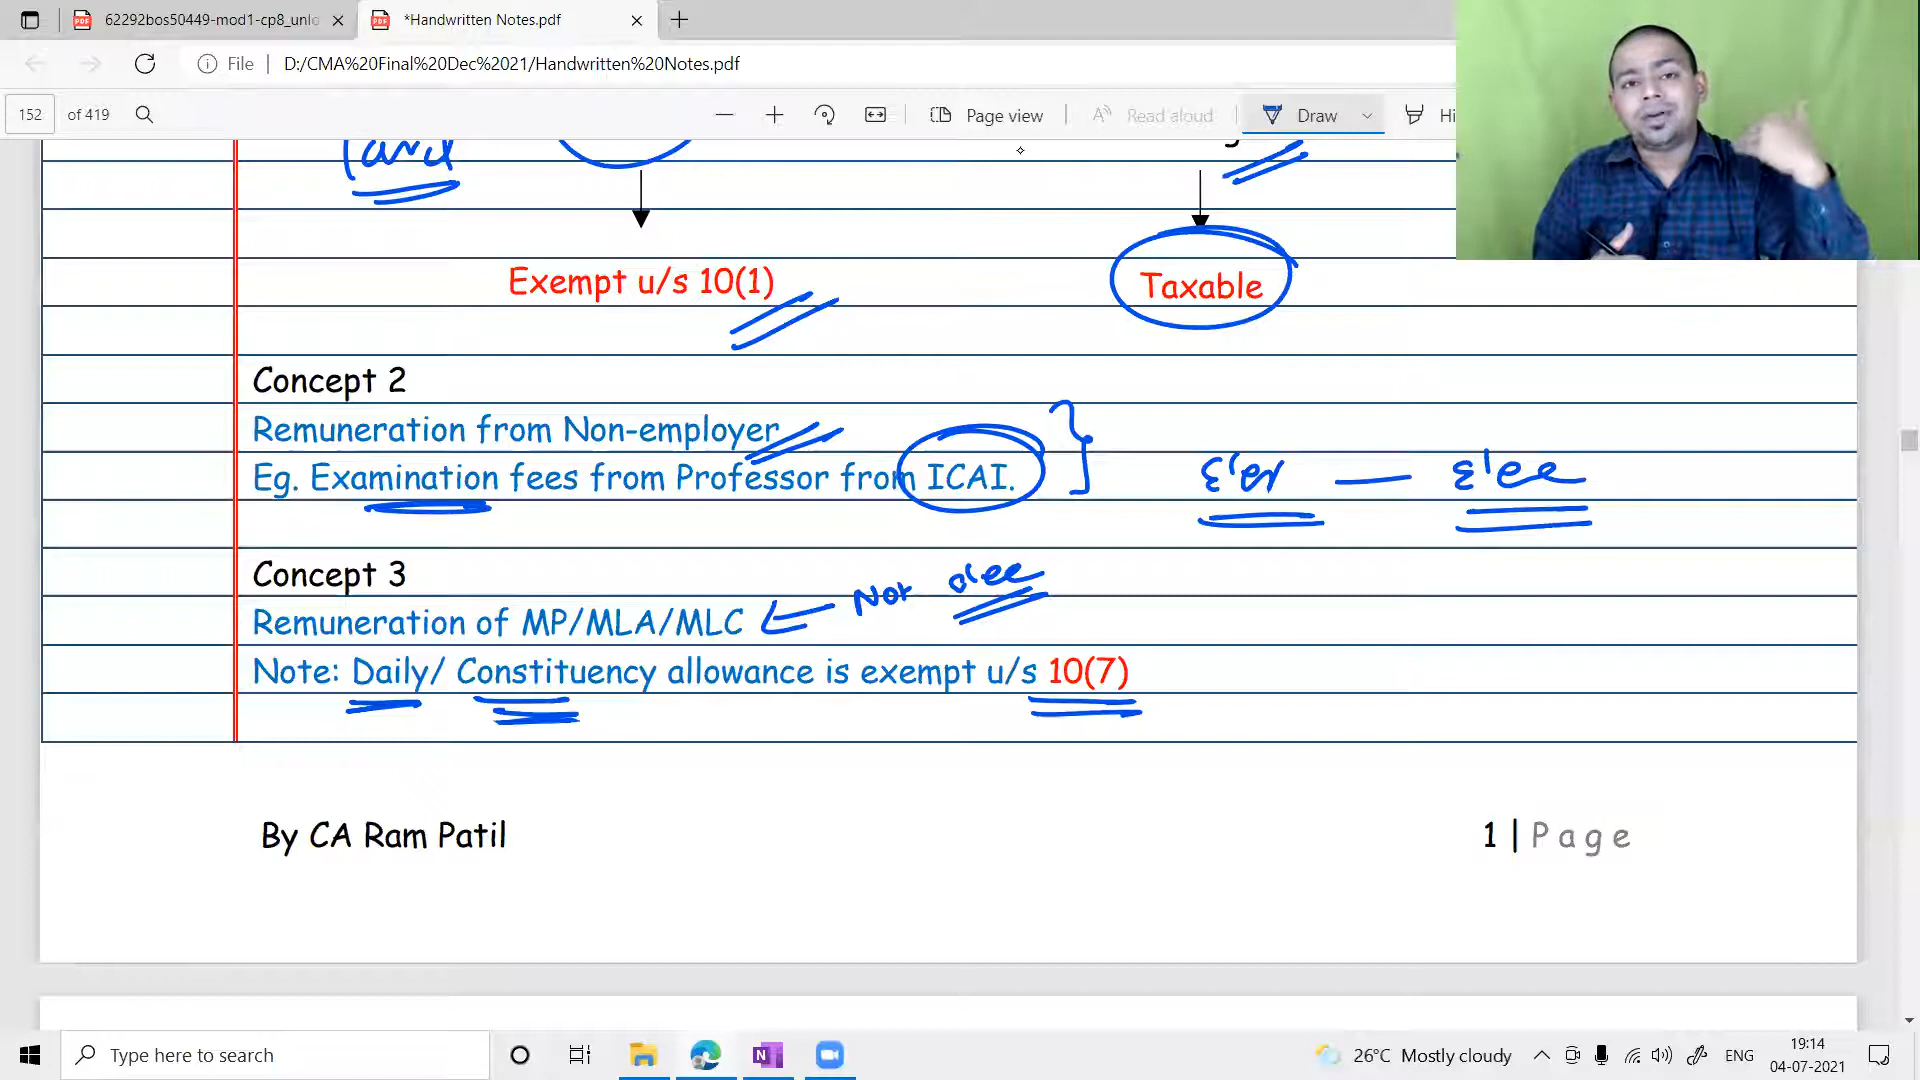 62292bos50449-mod1-cp8_unlo
*Handwritten Notes.pdf
File D:/CMA%20Final%20Dec%2021/Handwritten%20Notes.pdf
152 of 419 Page view Read aloud Draw
land
Exempt u/s 10(1) Taxable
Concept 2
Remuneration from Non-employer
Eg. Examination fees from Professor from ICAI. E'er — E'ee
Concept 3
Remuneration of MP/MLA/MLC Not
Note: Daily/ Constituency allowance is exempt u/s 10(7)
By CA Ram Patil 1 | Page
Type here to search 26°C Mostly cloudy ENG 19:14
04-07-2021